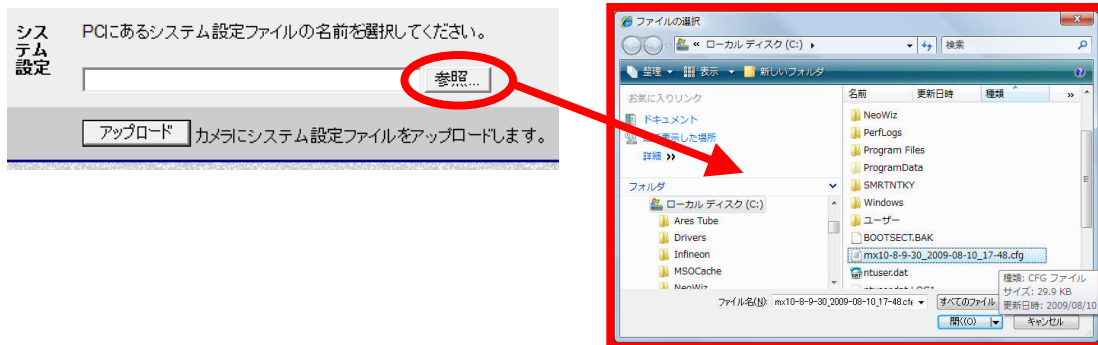 シス
テム
設定
PCにあるシステム設定ファイルの名前を選択してください。
参照...
アップロード カメラにシステム設定ファイルをアップロードします。
ファイルの選択
« ローカル ディスク (C:)
検索
整理 表示 新しいフォルダ
お気に入りリンク
ドキュメント
表示した場所
詳細 »
フォルダ
ローカル ディスク (C:)
Ares Tube
Drivers
Infineon
MSOCache
NeoWiz
名前 更新日時 種類 »
NeoWiz
PerfLogs
Program Files
ProgramData
SMRTNTKY
Windows
ユーザー
BOOTSECT.BAK
mx10-8-9-30_2009-08-10_17-48.cfg
ntuser.dat
種類: CFG ファイル
サイズ: 29.9 KB
更新日時: 2009/08/10
ファイル名(N): mx10-8-9-30_2009-08-10_17-48.cf
すべてのファイル
開く(O) キャンセル